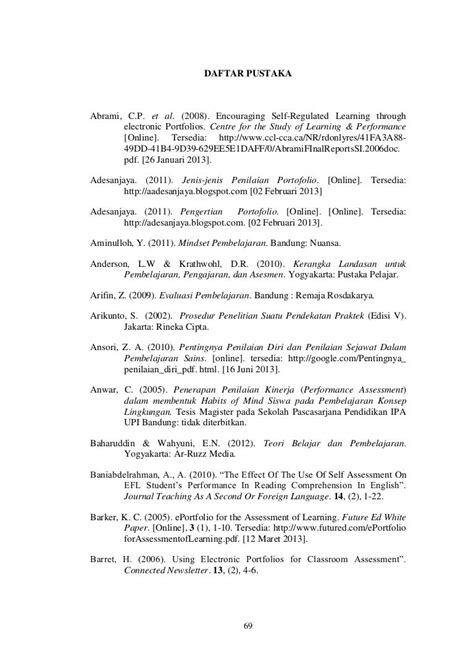 DAFTAR PUSTAKA
Abrami, C.P. et al. (2008). Encouraging Self-Regulated Learning through
electronic Portfolios. Centre for the Study of Learning & Performance
[Online]. Tersedia: http://www.ccl-cca.ca/NR/rdonlyres/41FA3A88-
49DD-41B4-9D39-629EE5E1DAFF/0/AbramiFInalReportsSI.2006doc.
pdf. [26 Januari 2013].
Adesanjaya. (2011). Jenis-jenis Penilaian Portofolio. [Online]. Tersedia:
http://aadesanjaya.blogspot.com [02 Februari 2013]
Adesanjaya. (2011). Pengertian Portofolio. [Online]. [Online]. Tersedia:
http://aadesanjaya.blogspot.com. [02 Februari 2013].
Aminulloh, Y. (2011). Mindset Pembelajaran. Bandung: Nuansa.
Anderson, L.W & Krathwohl, D.R. (2010). Kerangka Landasan untuk
Pembelajaran, Pengajaran, dan Asesmen. Yogyakarta: Pustaka Pelajar.
Arifin, Z. (2009). Evaluasi Pembelajaran. Bandung : Remaja Rosdakarya.
Arikunto, S. (2002). Prosedur Penelitian Suatu Pendekatan Praktek (Edisi V).
Jakarta: Rineka Cipta.
Ansori, Z. A. (2010). Pentingnya Penilaian Diri dan Penilaian Sejawat Dalam
Pembelajaran Sains. [online]. tersedia: http://google.com/Pentingnya_
penilaian_diri_pdf. html. [16 Juni 2013].
Anwar, C. (2005). Penerapan Penilaian Kinerja (Performance Assessment)
dalam membentuk Habits of Mind Siswa pada Pembelajaran Konsep
Lingkungan. Tesis Magister pada Sekolah Pascasarjana Pendidikan IPA
UPI Bandung: tidak diterbitkan.
Baharuddin & Wahyuni, E.N. (2012). Teori Belajar dan Pembelajaran.
Yogyakarta: Ar-Ruzz Media.
Baniabdelrahman, A., A. (2010). “The Effect Of The Use Of Self Assessment On
EFL Student’s Performance In Reading Comprehension In English”.
Journal Teaching As A Second Or Foreign Language. 14, (2), 1-22.
Barker, K. C. (2005). ePortfolio for the Assessment of Learning. Future Ed White
Paper. [Online], 3 (1), 1-10. Tersedia: http://www.futured.com/ePortfolio
forAssessmentofLearning.pdf. [12 Maret 2013].
Barret, H. (2006). Using Electronic Portfolios for Classroom Assessment”.
Connected Newsletter. 13, (2), 4-6.
69